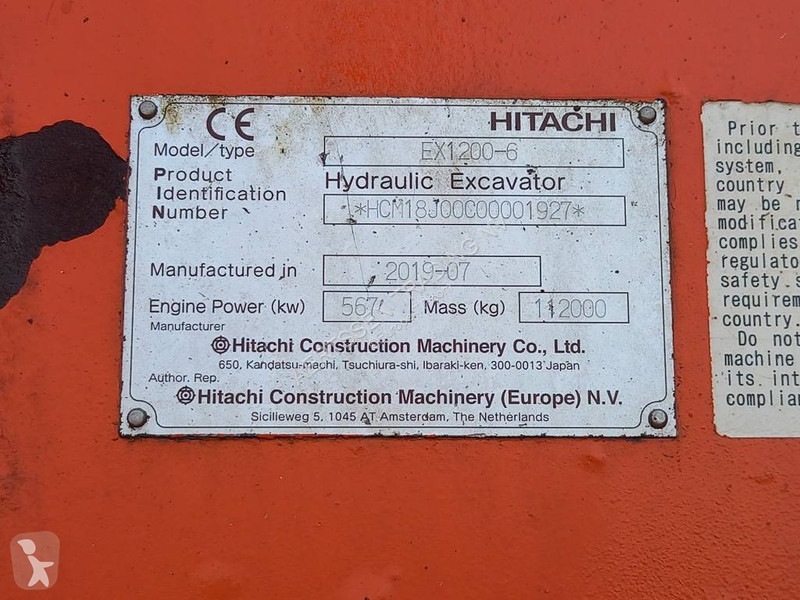 CE
HITACHI
Model/type EX1200-6
Product Hydraulic Excavator
Identification
Number *HCM18J00C00001927*
Manufactured in 2019-07
Engine Power (kw) 567 Mass (kg) 112000
Manufacturer
Hitachi Construction Machinery Co., Ltd.
650, Kandatsu-machi, Tsuchiura-shi, Ibaraki-ken, 300-0013 Japan
Author. Rep.
Hitachi Construction Machinery (Europe) N.V.
Sicilieweg 5, 1045 AT Amsterdam, The Netherlands
Prior t
including
system,
country
may be m
modificat
complies
regulato
safety s
requirem
country.
Do not
machine
its int
complian